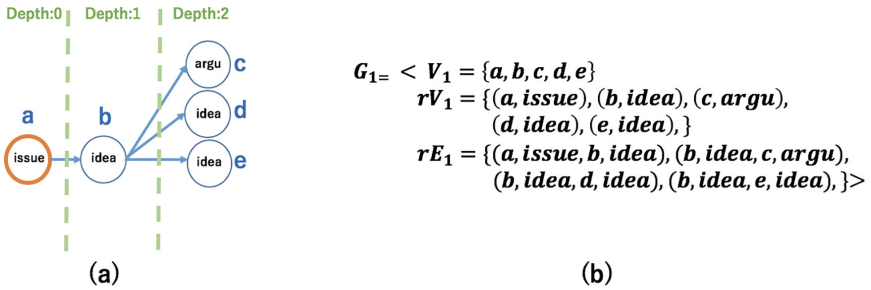 Depth:0 Depth:1 Depth:2
argu c
a b idea d
issue idea idea e
(a)
G1= < V1 = {a, b, c, d, e}
rV1 = {(a, issue), (b, idea), (c, argu),
(d, idea), (e, idea), }
rE1 = {(a, issue, b, idea), (b, idea, c, argu),
(b, idea, d, idea), (b, idea, e, idea), }>
(b)